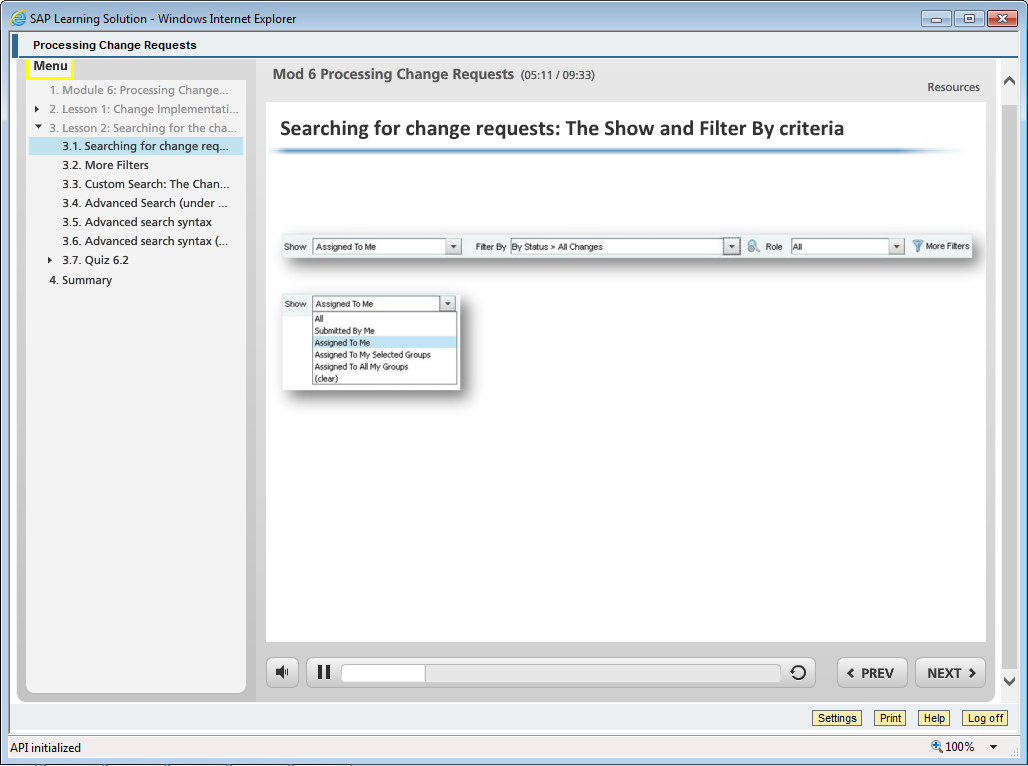 SAP Learning Solution - Windows Internet Explorer
Processing Change Requests
Menu
1. Module 6: Processing Change...
2. Lesson 1: Change Implementati...
3. Lesson 2: Searching for the cha...
3.1. Searching for change req...
3.2. More Filters
3.3. Custom Search: The Chan...
3.4. Advanced Search (under ...
3.5. Advanced search syntax
3.6. Advanced search syntax (...
3.7. Quiz 6.2
4. Summary
Mod 6 Processing Change Requests (05:11 / 09:33)
Resources
Searching for change requests: The Show and Filter By criteria
Show Assigned To Me Filter By By Status > All Changes Role All More Filters
Show Assigned To Me
All
Submitted By Me
Assigned To Me
Assigned To My Selected Groups
Assigned To All My Groups
(clear)
PREV NEXT
Settings Print Help Log off
API initialized 100%